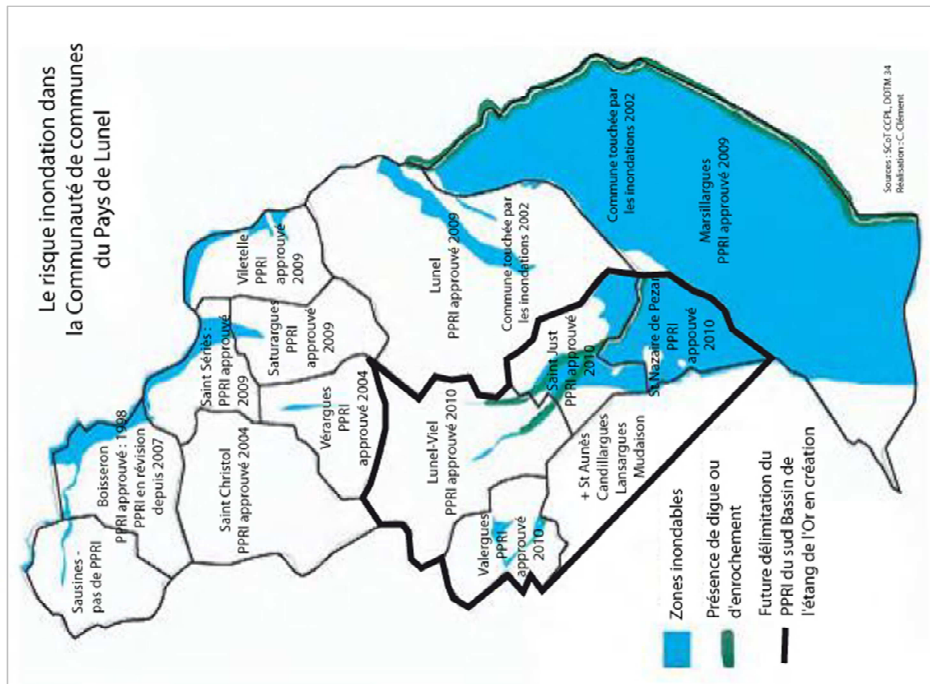 Le risque inondation dans
la Communauté de communes
du Pays de Lunel
Sausines -
pas de PPRI
Boisseron
PPRI approuvé : 1998
PPRI en révision
depuis 2007
Saint Christol
PPRI approuvé 2004
Saint Sériès :
PPRI approuvé
2009
Viletelle
PPRI
approuvé
2009
Saturargues
PPRI
approuvé
2009
Vérargues
PPRI
approuvé 2004
Lunel
PPRI approuvé 2009
Commune touchée par
les inondations 2002
Commune touchée par
les inondations 2002
Marsillargues
PPRI approuvé 2009
Lunel-Viel
PPRI approuvé 2010
Saint Just
PPRI approuvé
2010
St Nazaire de Pezan
PPRI
appouvé
2010
Valergues
PPRI
approuvé
2010
+ St Aunès
Candillargues
Lansargues
Mudaison
Zones inondables
Présence de digue ou
d'enrochement
Future délimitation du
PPRI du sud Bassin de
l'étang de l'Or en création
Sources : SCoT CCPL, DDTM 34
Réalisation : C. Clément